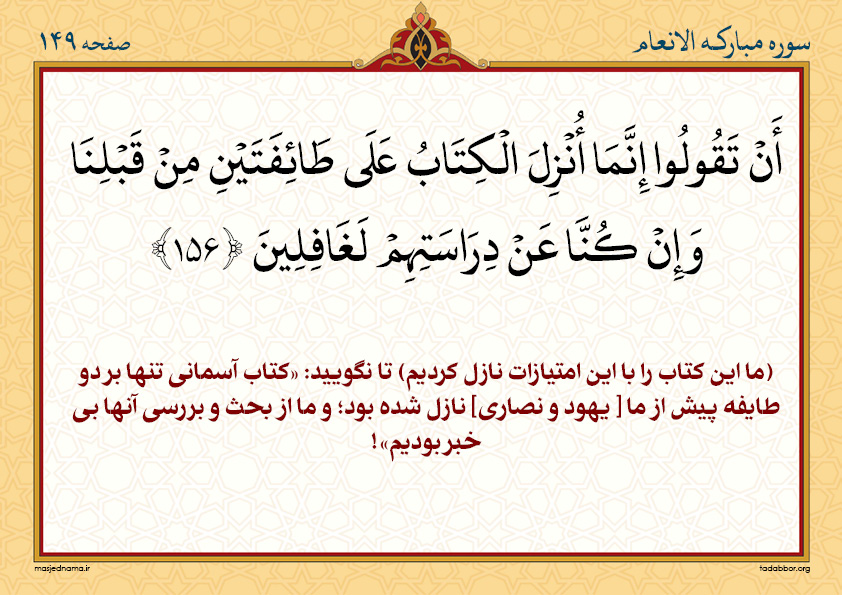 سوره مبارکه الانعام
صفحه ۱۴۹
أَنْ تَقُولُوا إِنَّمَا أُنْزِلَ الْكِتَابُ عَلَى طَائِفَتَيْنِ مِنْ قَبْلِنَا
وَإِنْ كُنَّا عَنْ دِرَاسَتِهِمْ لَغَافِلِينَ ﴿۱۵۶﴾
(ما این کتاب را با این امتیازات نازل کردیم) تا نگویید: «کتاب آسمانی تنها بر دو
طایفه پیش از ما [ یهود و نصاری] نازل شده بود؛ و ما از بحث و بررسی آنها بی
خبر بودیم»!
masjednama.ir
tadabbor.org